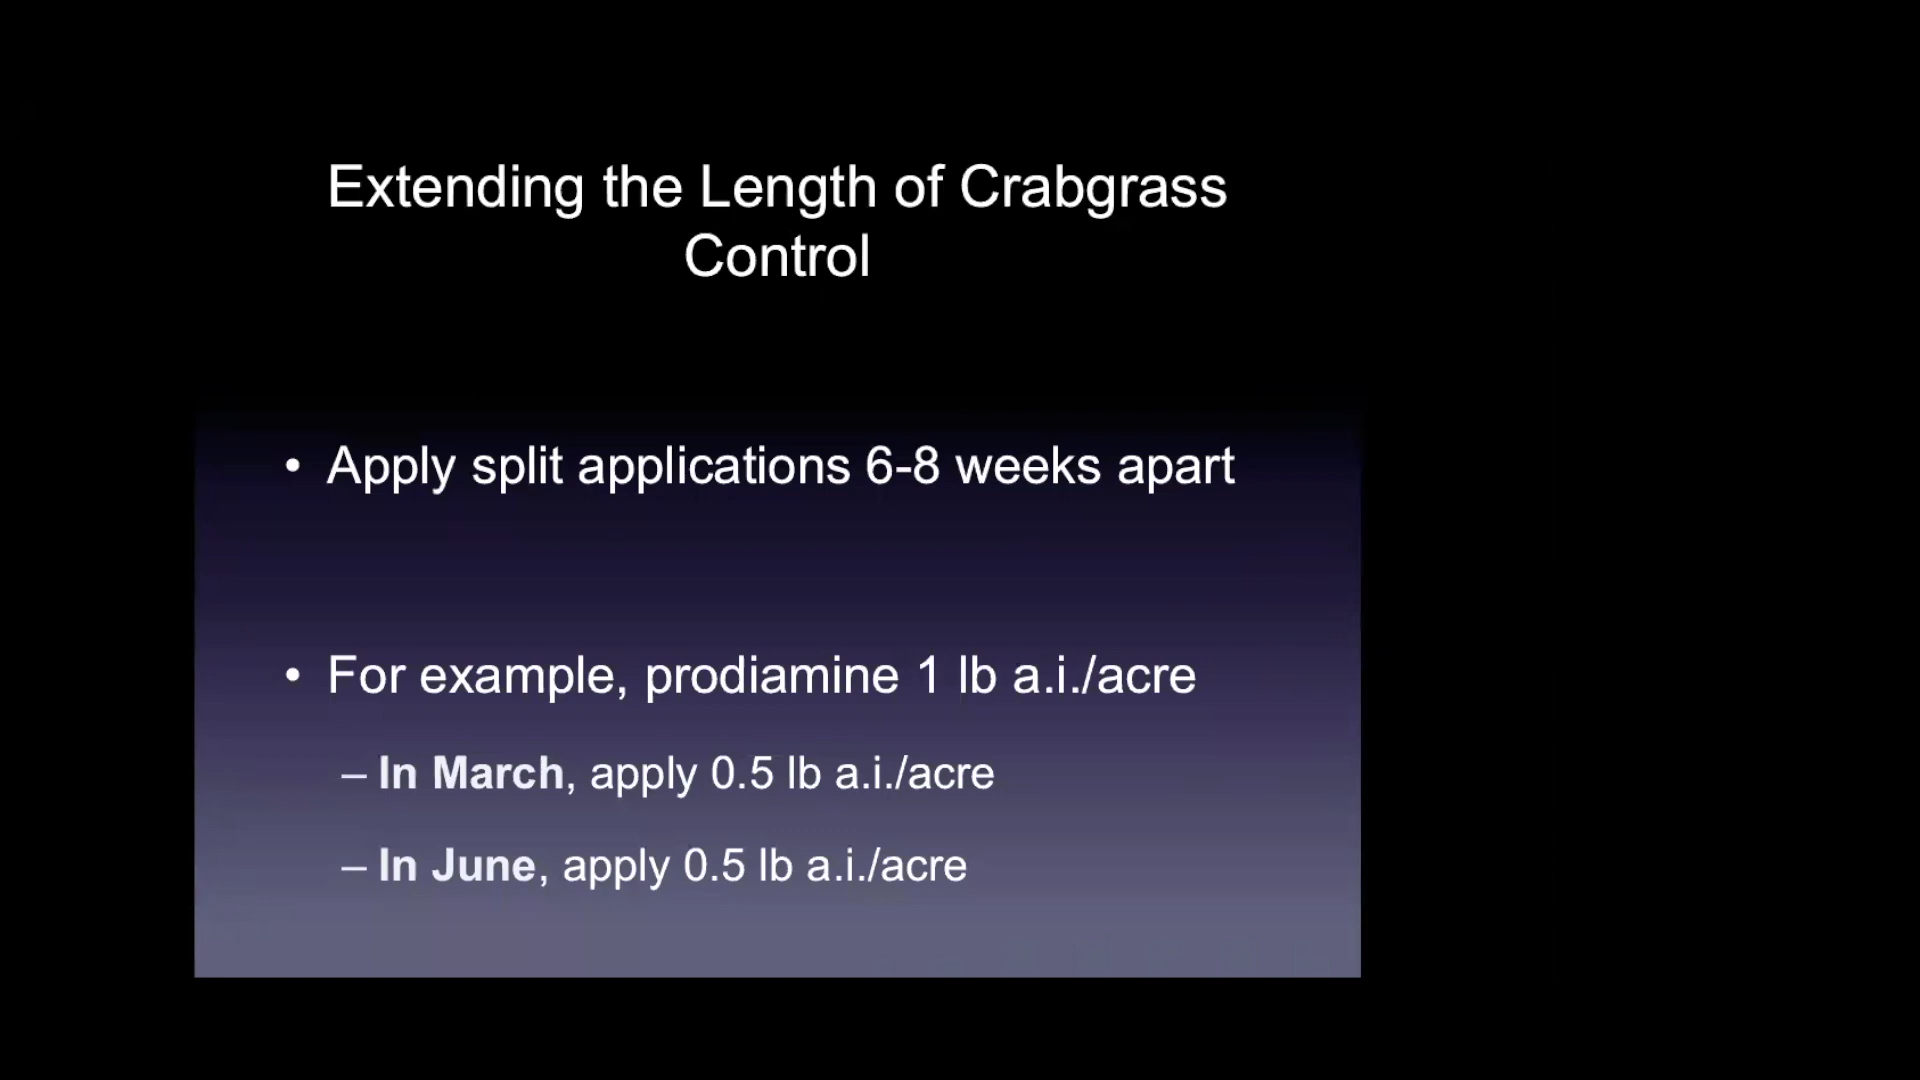 Extending the Length of Crabgrass
Control
• Apply split applications 6-8 weeks apart
• For example, prodiamine 1 lb a.i./acre
– In March, apply 0.5 lb a.i./acre
– In June, apply 0.5 lb a.i./acre